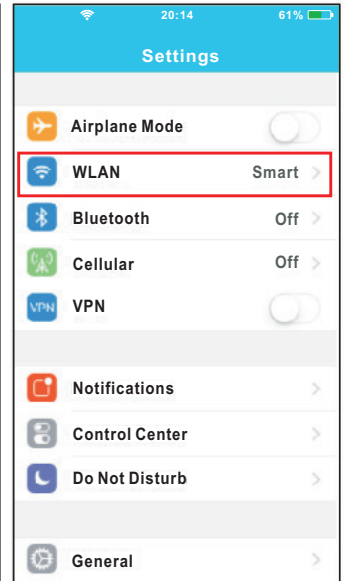 20:14 61%
Settings
Airplane Mode
WLAN Smart
Bluetooth Off
Cellular Off
VPN VPN
Notifications
Control Center
Do Not Disturb
General